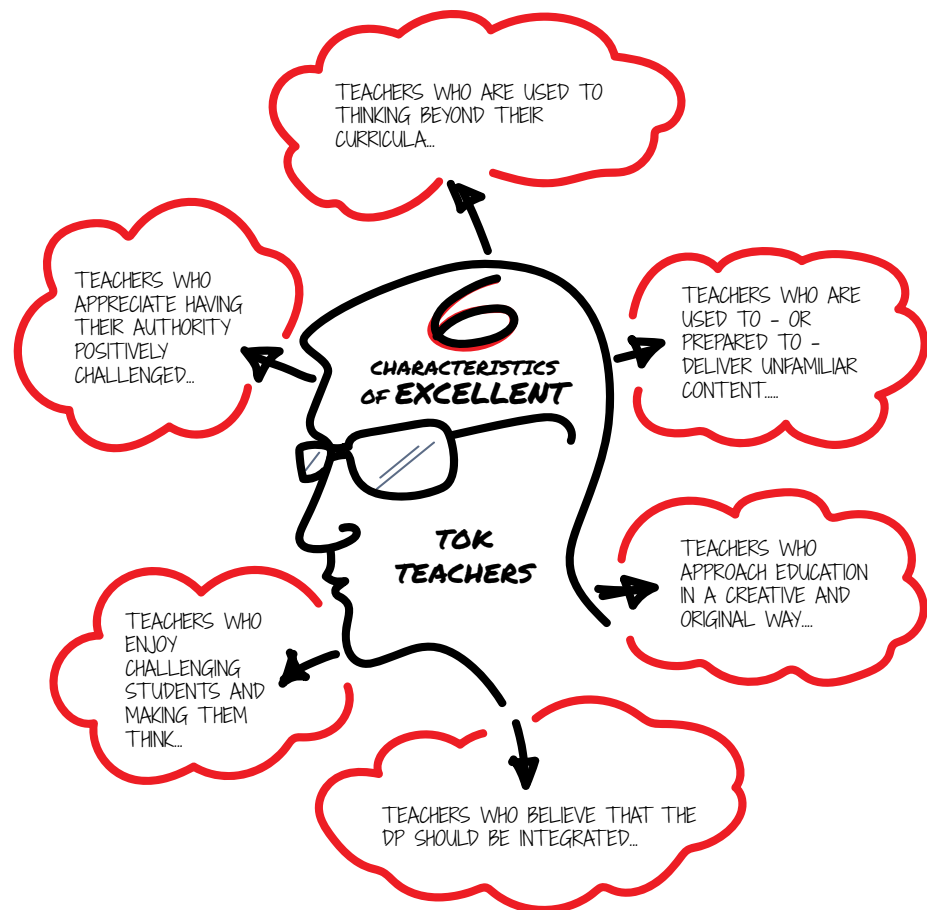 TEACHERS WHO ARE USED TO
THINKING BEYOND THEIR
CURRICULA...
TEACHERS WHO
APPRECIATE HAVING
THEIR AUTHORITY
POSITIVELY
CHALLENGED...
6
CHARACTERISTICS
OF EXCELLENT
TOK
TEACHERS
TEACHERS WHO ARE
USED TO - OR
PREPARED TO -
DELIVER UNFAMILIAR
CONTENT.....
TEACHERS WHO
APPROACH EDUCATION
IN A CREATIVE AND
ORIGINAL WAY....
TEACHERS WHO
ENJOY
CHALLENGING
STUDENTS AND
MAKING THEM
THINK...
TEACHERS WHO BELIEVE THAT THE
DP SHOULD BE INTEGRATED...